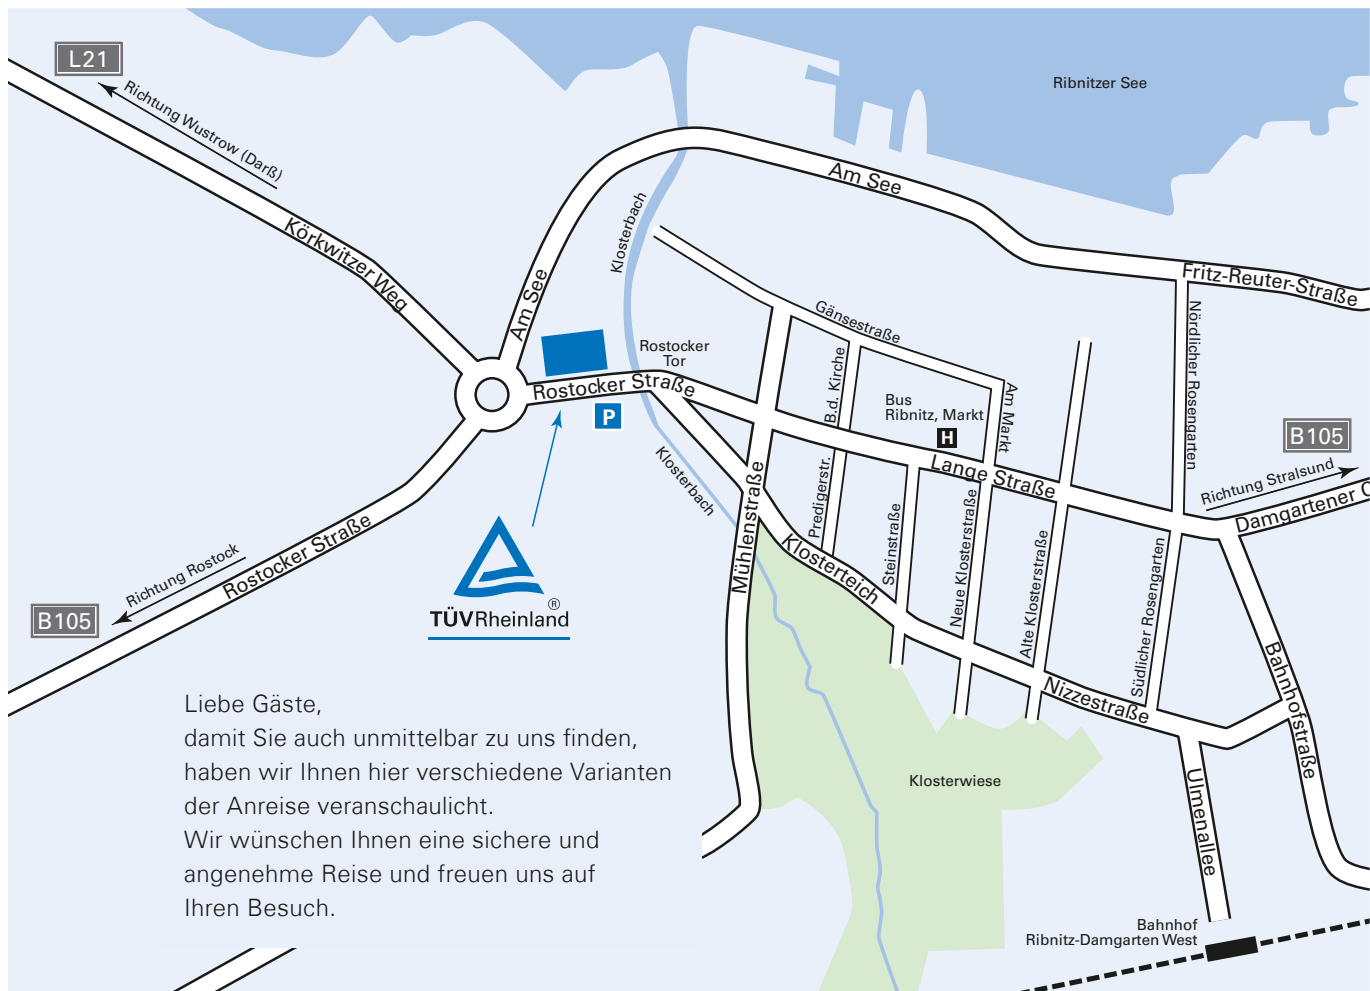 L21
Richtung Wustrow (Darß)
Ribnitzer See
Am See
Körkwitzer Weg
Klosterbach
Am See
Fritz-Reuter-Straße
Gänsestraße
Nördlicher Rosengarten
Rostocker
Tor
Rostocker Straße
B.d. Kirche
Bus
Ribnitz, Markt
H
Am Markt
P
B105
Richtung Stralsund
Damgartener C
Lange Straße
Klosterbach
Predigerstr.
Steinstraße
Neue Klosterstraße
Alte Klosterstraße
Südlicher Rosengarten
Mühlenstraße
Klosterteich
Rostocker Straße
Richtung Rostock
B105
TÜVRheinland
®
Nizzestraße
Bahnhofstraße
Ulmenallee
Klosterwiese
Liebe Gäste,
damit Sie auch unmittelbar zu uns finden,
haben wir Ihnen hier verschiedene Varianten
der Anreise veranschaulicht.
Wir wünschen Ihnen eine sichere und
angenehme Reise und freuen uns auf
Ihren Besuch.
Bahnhof
Ribnitz-Damgarten West